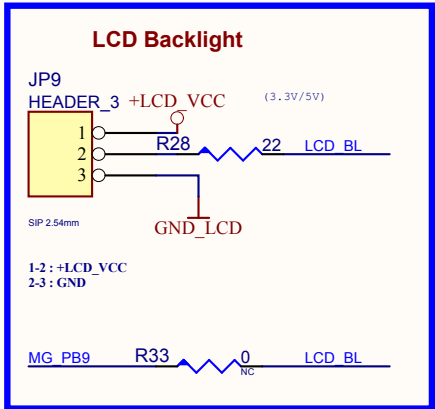 LCD Backlight
JP9
HEADER_3 +LCD_VCC (3.3V/5V)
1
2 R28 22 LCD_BL
3
SIP 2.54mm GND_LCD
1-2 : +LCD_VCC
2-3 : GND
MG_PB9 R33 0 LCD_BL
NC